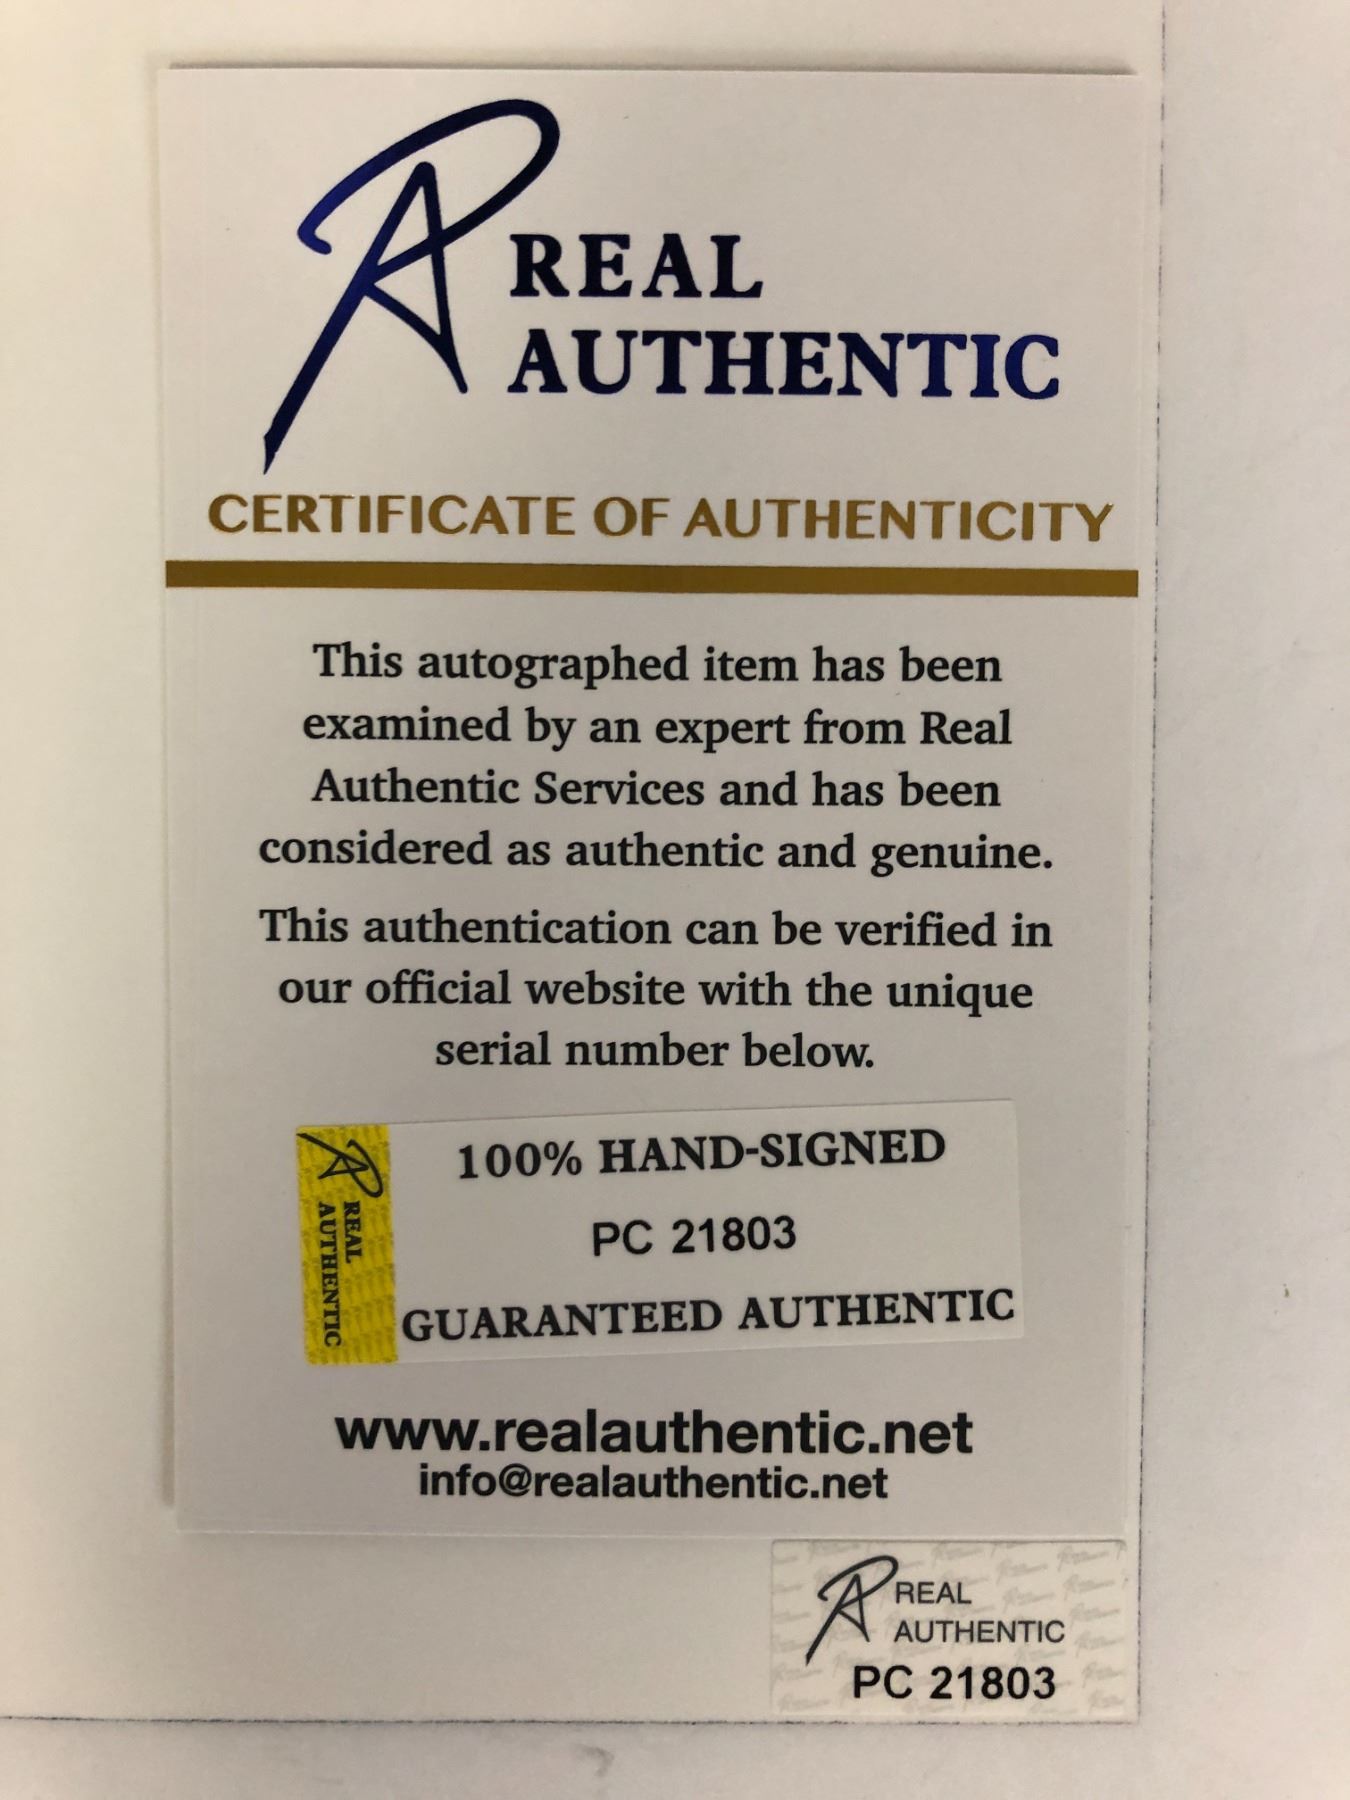 REAL
AUTHENTIC
CERTIFICATE OF AUTHENTICITY
This autographed item has been
examined by an expert from Real
Authentic Services and has been
considered as authentic and genuine.
This authentication can be verified in
our official website with the unique
serial number below.
REAL
AUTHENTIC
100% HAND-SIGNED
PC 21803
GUARANTEED AUTHENTIC
www.realauthentic.net
info@realauthentic.net
REAL
AUTHENTIC
PC 21803